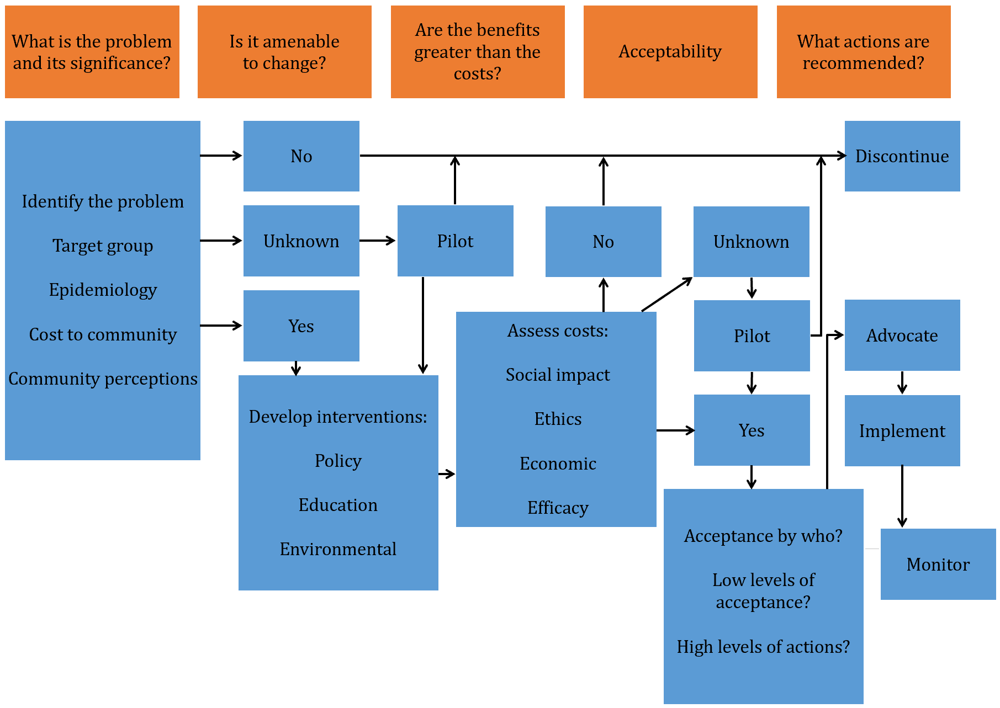 What is the problem
and its significance?
Is it amenable
to change?
Are the benefits
greater than the
costs?
Acceptability
What actions are
recommended?
Identify the problem
Target group
Epidemiology
Cost to community
Community perceptions
No
Unknown
Yes
Pilot
Develop interventions:
Policy
Education
Environmental
Assess costs:
Social impact
Ethics
Economic
Efficacy
No
Unknown
Pilot
Yes
Acceptance by who?
Low levels of
acceptance?
High levels of actions?
Discontinue
Advocate
Implement
Monitor